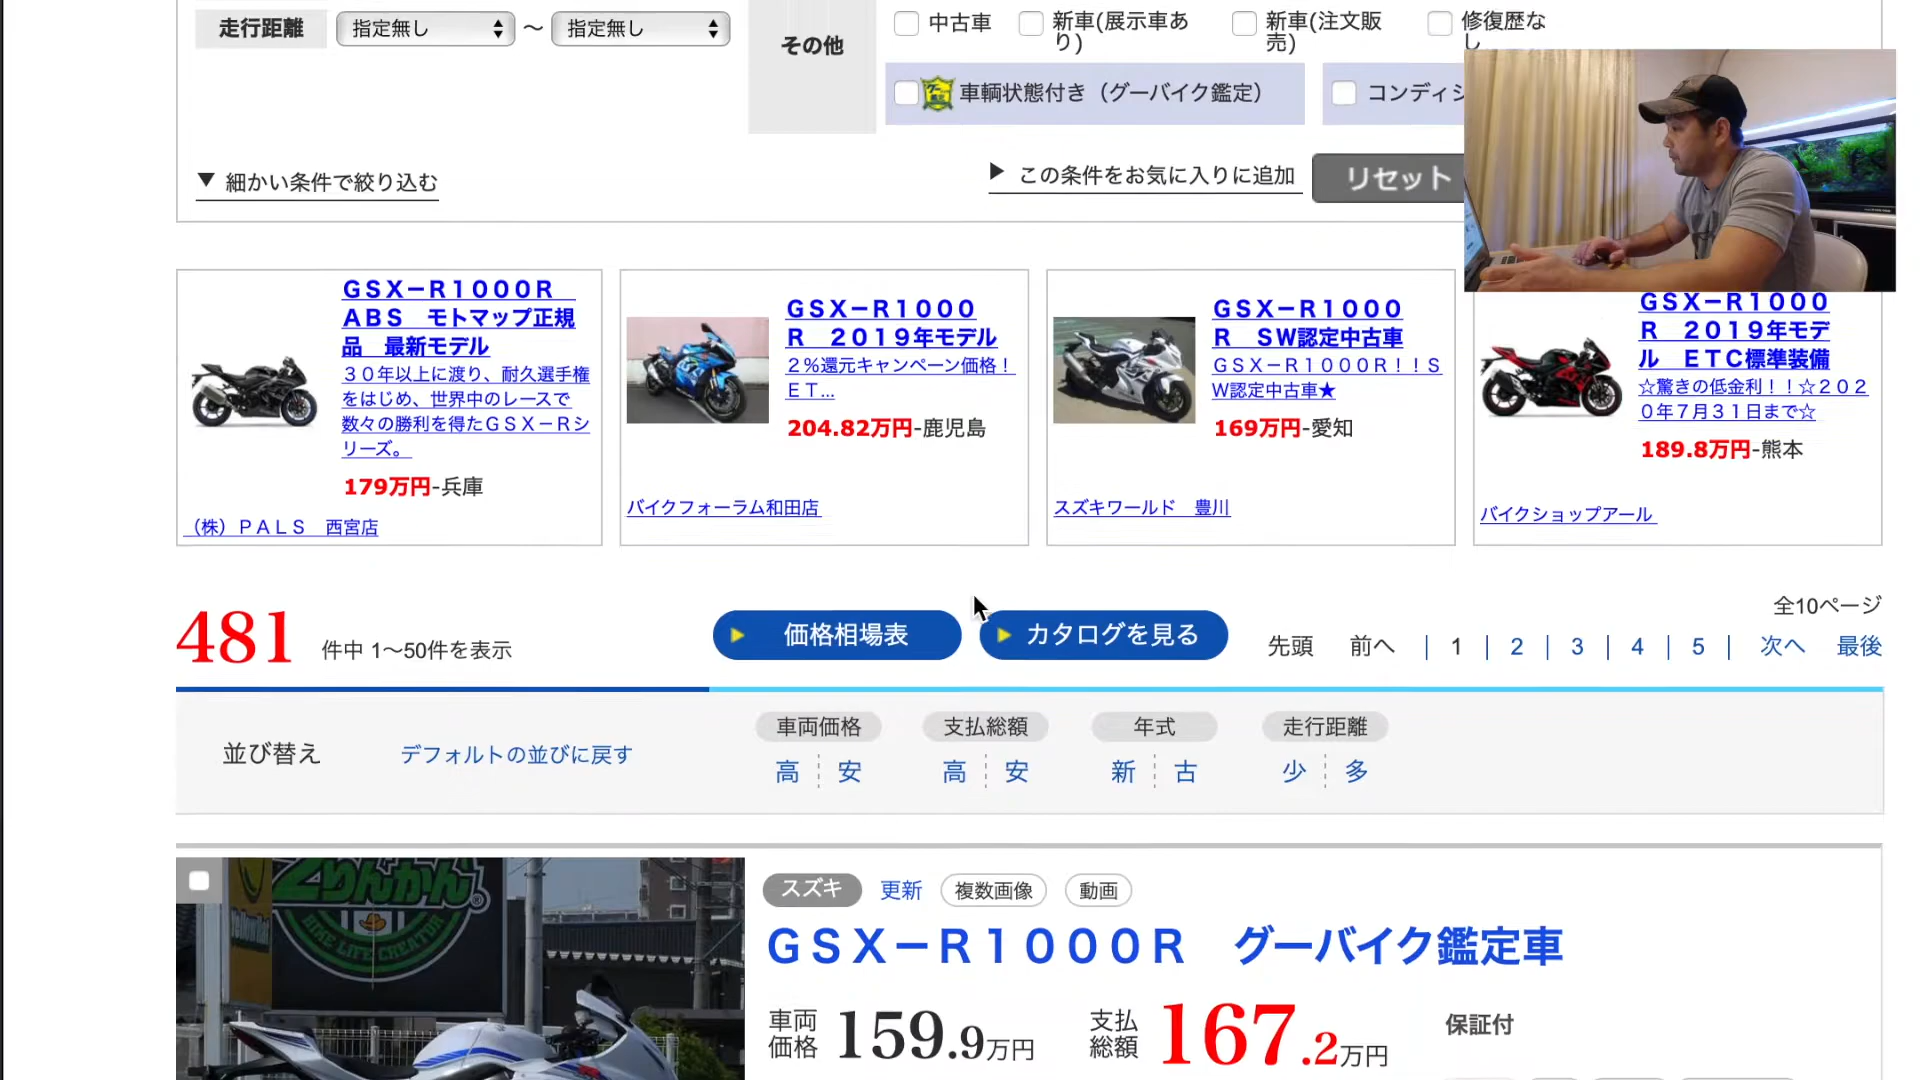 走行距離
指定無し
～
指定無し
その他
中古車
新車(展示車あ
り)
新車(注文販
売)
修復歴な
し
車輌状態付き（グーバイク鑑定）
コンディシ
▼ 細かい条件で絞り込む
▶ この条件をお気に入りに追加
リセット
ＧＳＸ－Ｒ１０００Ｒ
ＡＢＳ　モトマップ正規
品　最新モデル
３０年以上に渡り、耐久選手権
をはじめ、世界中のレースで
数々の勝利を得たＧＳＸ－Ｒシ
リーズ。
179万円-兵庫
（株）ＰＡＬＳ　西宮店
ＧＳＸ－Ｒ１０００
Ｒ　２０１９年モデル
２％還元キャンペーン価格！
ＥＴ...
204.82万円-鹿児島
バイクフォーラム和田店
ＧＳＸ－Ｒ１０００
Ｒ　ＳＷ認定中古車
ＧＳＸ－Ｒ１０００Ｒ！！Ｓ
Ｗ認定中古車★
169万円-愛知
スズキワールド　豊川
ＧＳＸ－Ｒ１０００
Ｒ　２０１９年モデ
ル　ＥＴＣ標準装備
☆驚きの低金利！！☆２０２
０年７月３１日まで☆
189.8万円-熊本
バイクショップアール
481 件中 1～50件を表示
価格相場表
カタログを見る
全10ページ
先頭 前へ | 1 | 2 | 3 | 4 | 5 | 次へ 最後
並び替え
デフォルトの並びに戻す
車両価格
高 安
支払総額
高 安
年式
新 古
走行距離
少 多
2りんかん
BIKE LIFE CREATOR
スズキ 更新 複数画像 動画
ＧＳＸ－Ｒ１０００Ｒ　グーバイク鑑定車
車両
価格
159.9万円
支払
総額
167.2万円
保証付